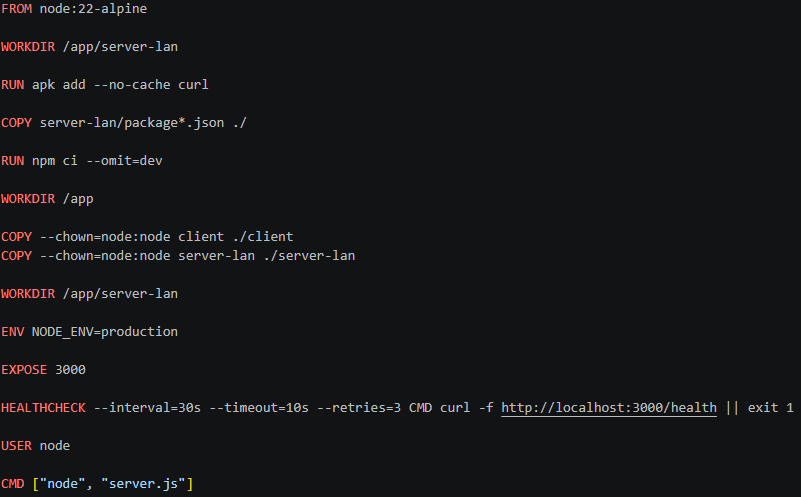 FROM node:22-alpine
WORKDIR /app/server-lan
RUN apk add --no-cache curl
COPY server-lan/package*.json ./
RUN npm ci --omit=dev
WORKDIR /app
COPY --chown=node:node client ./client
COPY --chown=node:node server-lan ./server-lan
WORKDIR /app/server-lan
ENV NODE_ENV=production
EXPOSE 3000
HEALTHCHECK --interval=30s --timeout=10s --retries=3 CMD curl -f http://localhost:3000/health || exit 1
USER node
CMD ["node", "server.js"]